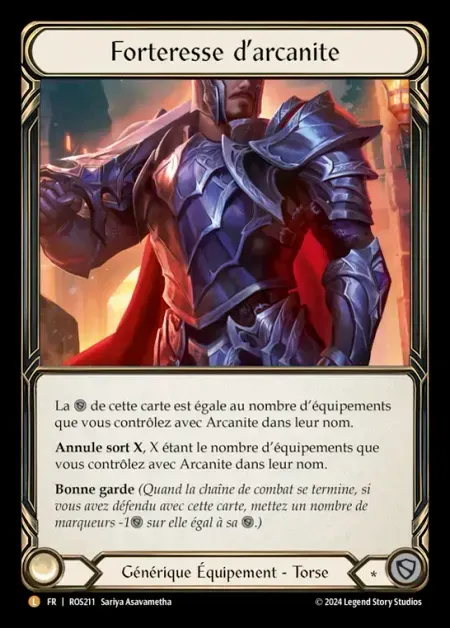 Forteresse d'arcanite
La de cette carte est égale au nombre d'équipements
que vous contrôlez avec Arcanite dans leur nom.
Annule sort X, X étant le nombre d'équipements que
vous contrôlez avec Arcanite dans leur nom.
Bonne garde (Quand la chaîne de combat se termine, si
vous avez défendu avec cette carte, mettez un nombre de
marqueurs -1 sur elle égal à sa .)
Générique Équipement - Torse
*
L FR | ROS211 Sariya Asavametha
© 2024 Legend Story Studios